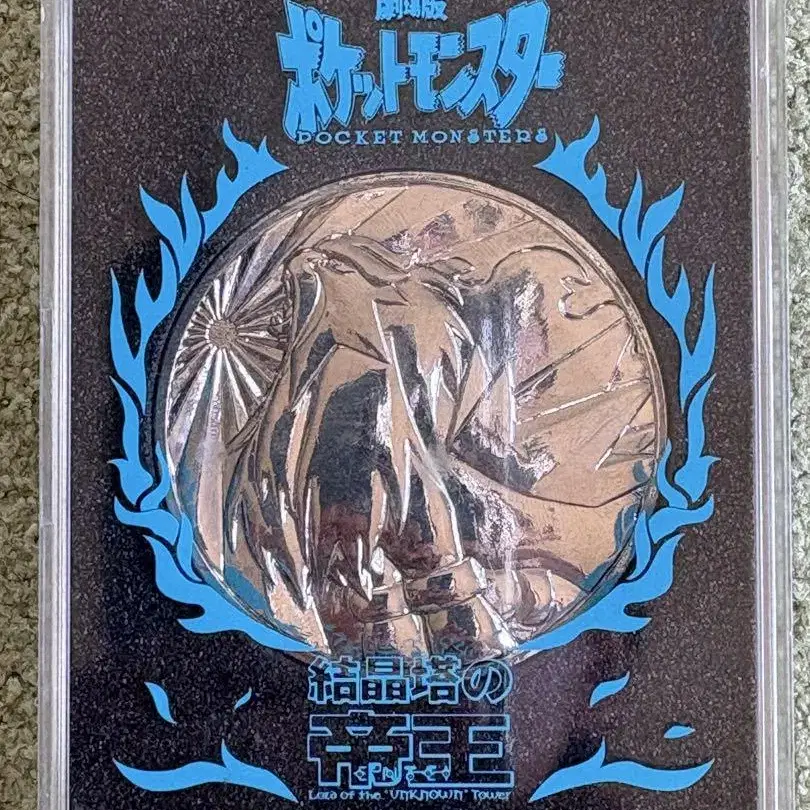 劇場版
ポケットモンスター
POCKET MONSTERS
結晶塔の
帝王
ENTEI
Lord of the "UNKNOWN" Tower